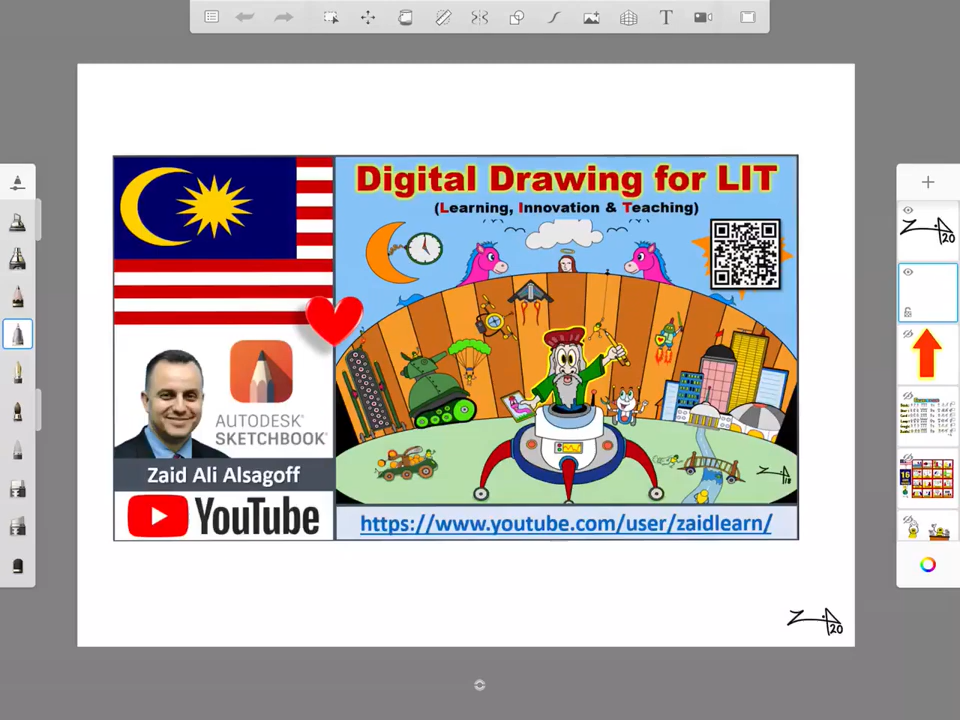 Digital Drawing for LIT
(Learning, Innovation & Teaching)
AUTODESK®
SKETCHBOOK®
Zaid Ali Alsagoff
YouTube
https://www.youtube.com/user/zaidlearn/